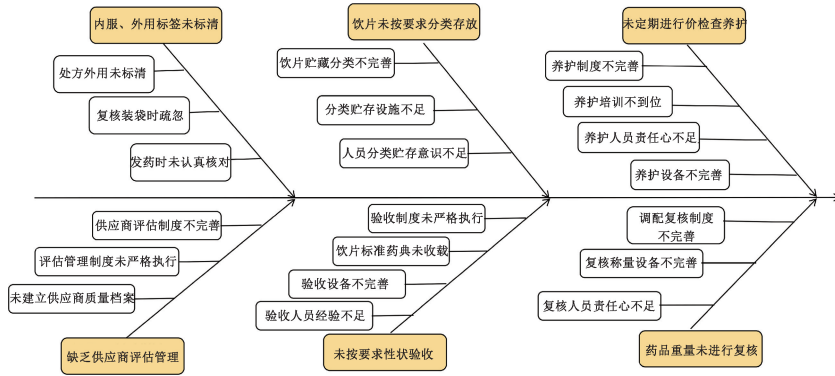 内服、外用标签未标清
处方外用未标清
复核装袋时疏忽
发药时未认真核对
饮片未按要求分类存放
饮片贮藏分类不完善
分类贮存设施不足
人员分类贮存意识不足
未定期进行价检查养护
养护制度不完善
养护培训不到位
养护人员责任心不足
养护设备不完善
供应商评估制度不完善
评估管理制度未严格执行
未建立供应商质量档案
缺乏供应商评估管理
验收制度未严格执行
饮片标准药典未收载
验收设备不完善
验收人员经验不足
未按要求性状验收
调配复核制度
不完善
复核称量设备不完善
复核人员责任心不足
药品重量未进行复核